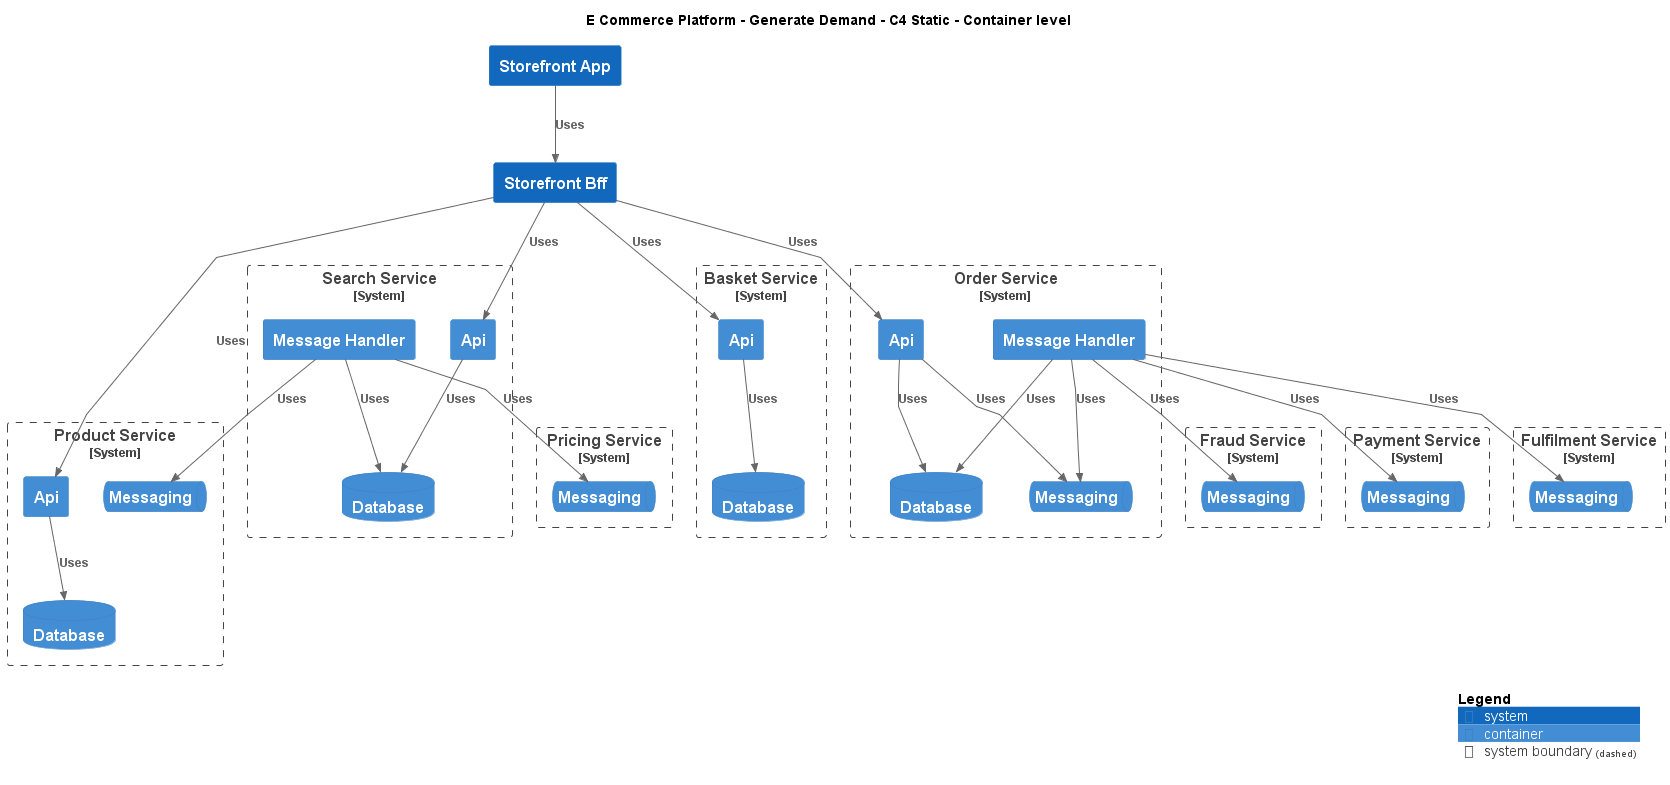 E Commerce Platform - Generate Demand - C4 Static - Container level
Storefront App
Uses
Storefront Bff
Uses
Uses
Uses
Search Service
[System]
Basket Service
[System]
Order Service
[System]
Message Handler
Api
Api
Api
Message Handler
Uses
Uses
Uses
Uses
Uses
Uses
Uses
Uses
Uses
Uses
Uses
Uses
Uses
Product Service
[System]
Pricing Service
[System]
Fraud Service
[System]
Payment Service
[System]
Fulfilment Service
[System]
Api
Messaging
Database
Messaging
Database
Database
Messaging
Messaging
Messaging
Messaging
Uses
Database
Legend
system
container
system boundary (dashed)